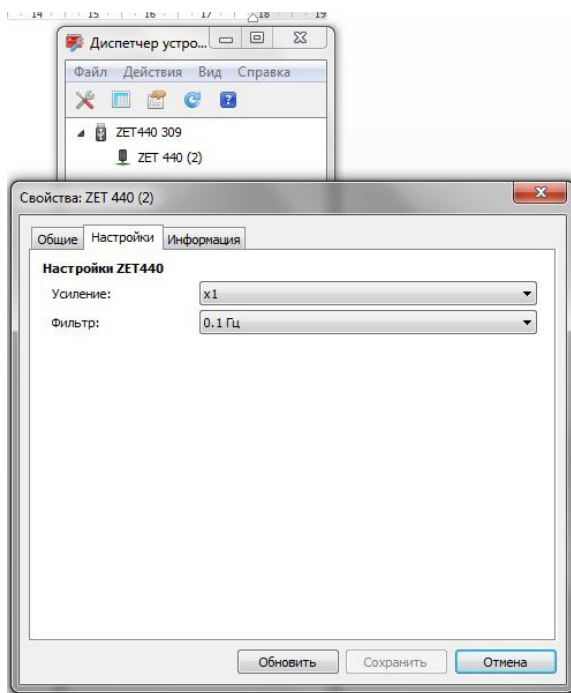 14 15 16 17 18 19
Диспетчер устро...
Файл Действия Вид Справка
ZET440 309
ZET 440 (2)
Свойства: ZET 440 (2)
Общие Настройки Информация
Настройки ZET440
Усиление: x1
Фильтр: 0.1 Гц
Обновить Сохранить Отмена